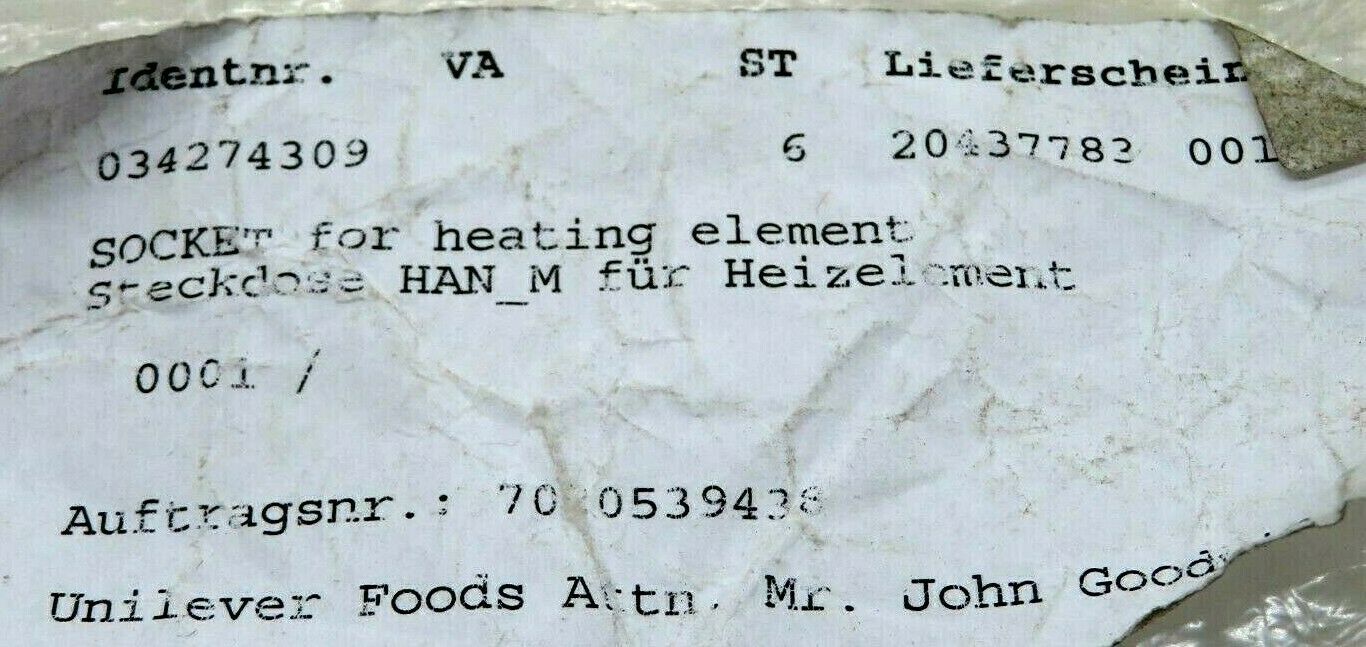 Identnr. VA ST Lieferschein
034274309 6 001
SOCKET for heating element
Steckdose HAN_M für Heizelement
0001 /
Auftragsnr.:
Unilever Foods Attn. Mr. John